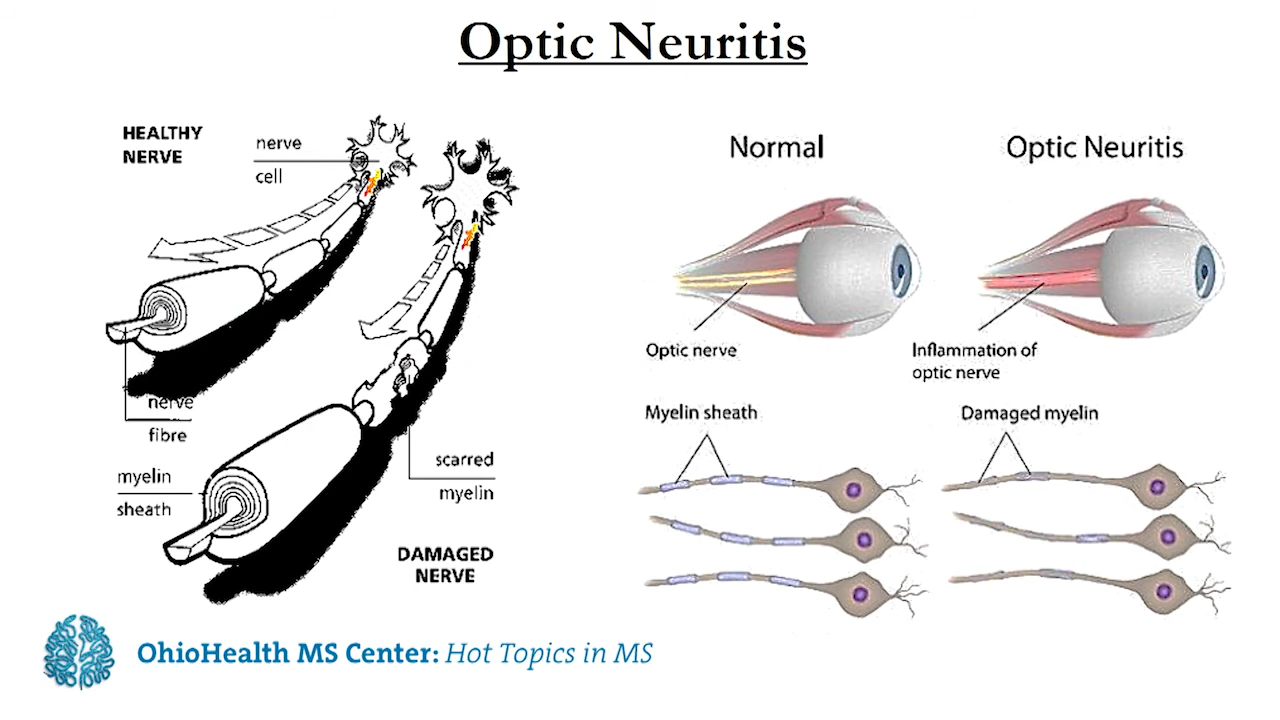 Optic Neuritis
HEALTHY
NERVE
nerve
cell
nerve
fibre
myelin
sheath
scarred
myelin
DAMAGED
NERVE
Normal
Optic nerve
Myelin sheath
Optic Neuritis
Inflammation of
optic nerve
Damaged myelin
OhioHealth MS Center: Hot Topics in MS